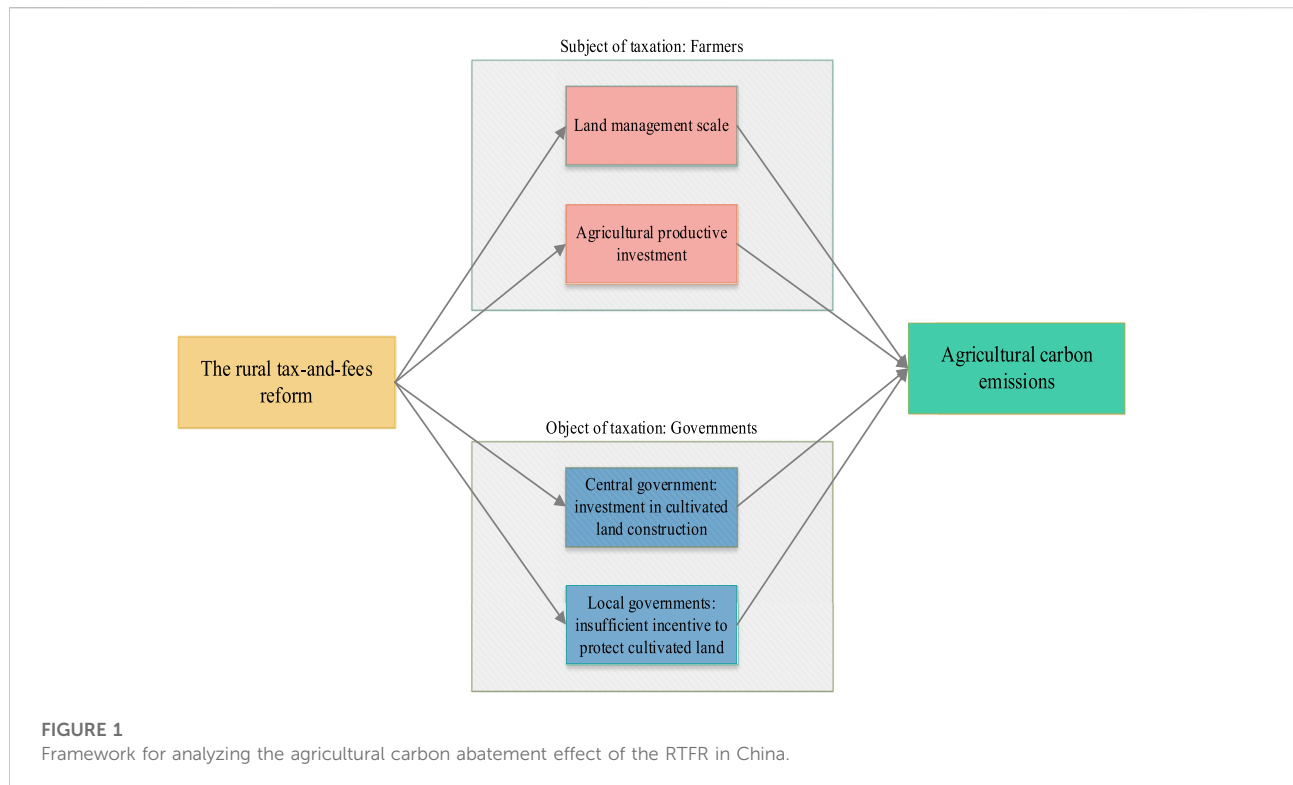 Subject of taxation: Farmers
Land management scale
Agricultural productive
investment
The rural tax-and-fees
reform
Agricultural carbon
emissions
Object of taxation: Governments
Central government:
investment in cultivated
land construction
Local governments:
insufficient incentive to
protect cultivated land
FIGURE 1
Framework for analyzing the agricultural carbon abatement effect of the RTFR in China.